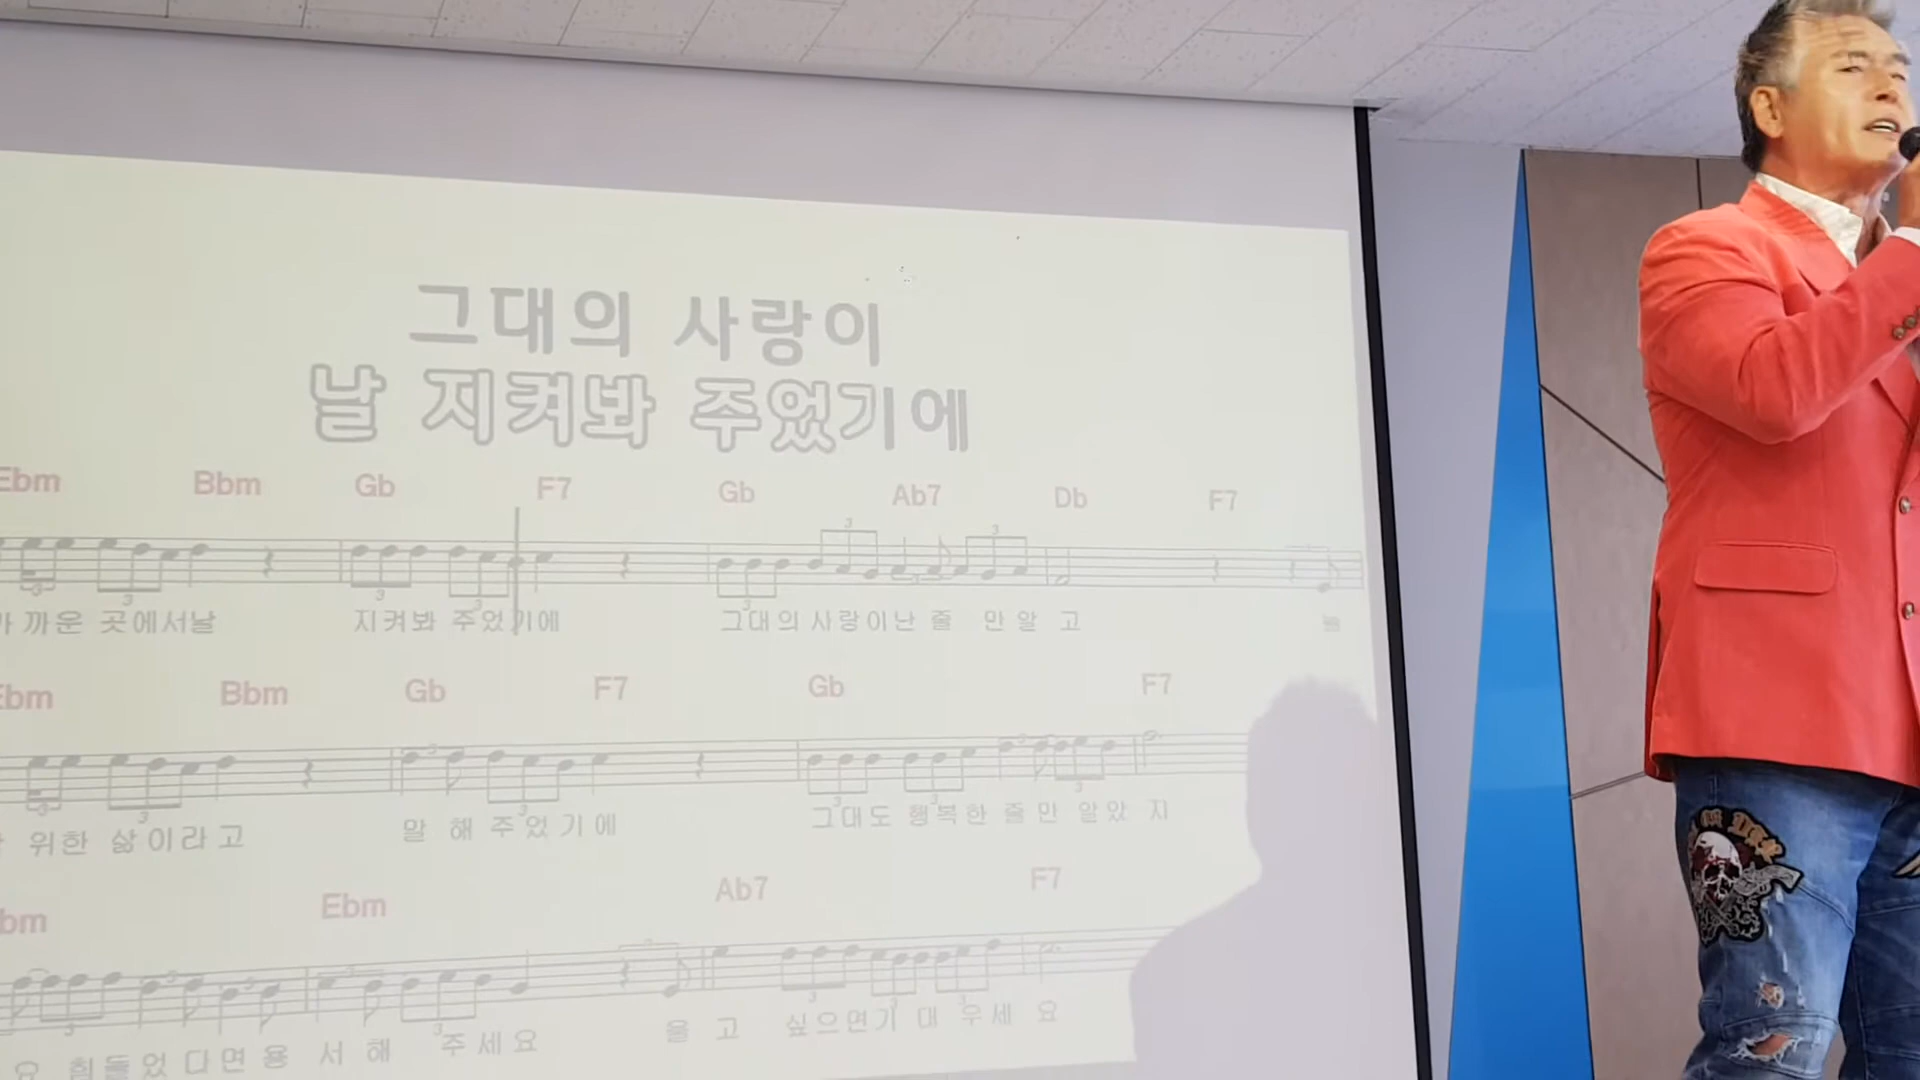 그대의 사랑이
날 지켜봐 주었기에
Ebm Bbm Gb F7 Gb Ab7 Db F7
까운 곳에서날 지켜봐 주었기에 그대의사랑이난 줄 만알 고
Ebm Bbm Gb F7 Gb F7
위한 삶이라고 말 해 주었기에 그대도 행복한 줄만 알았 지
bm Ebm Ab7 F7
요 힘들었다면용 서해 주세요 울 고 싶으면기 대 우세 요